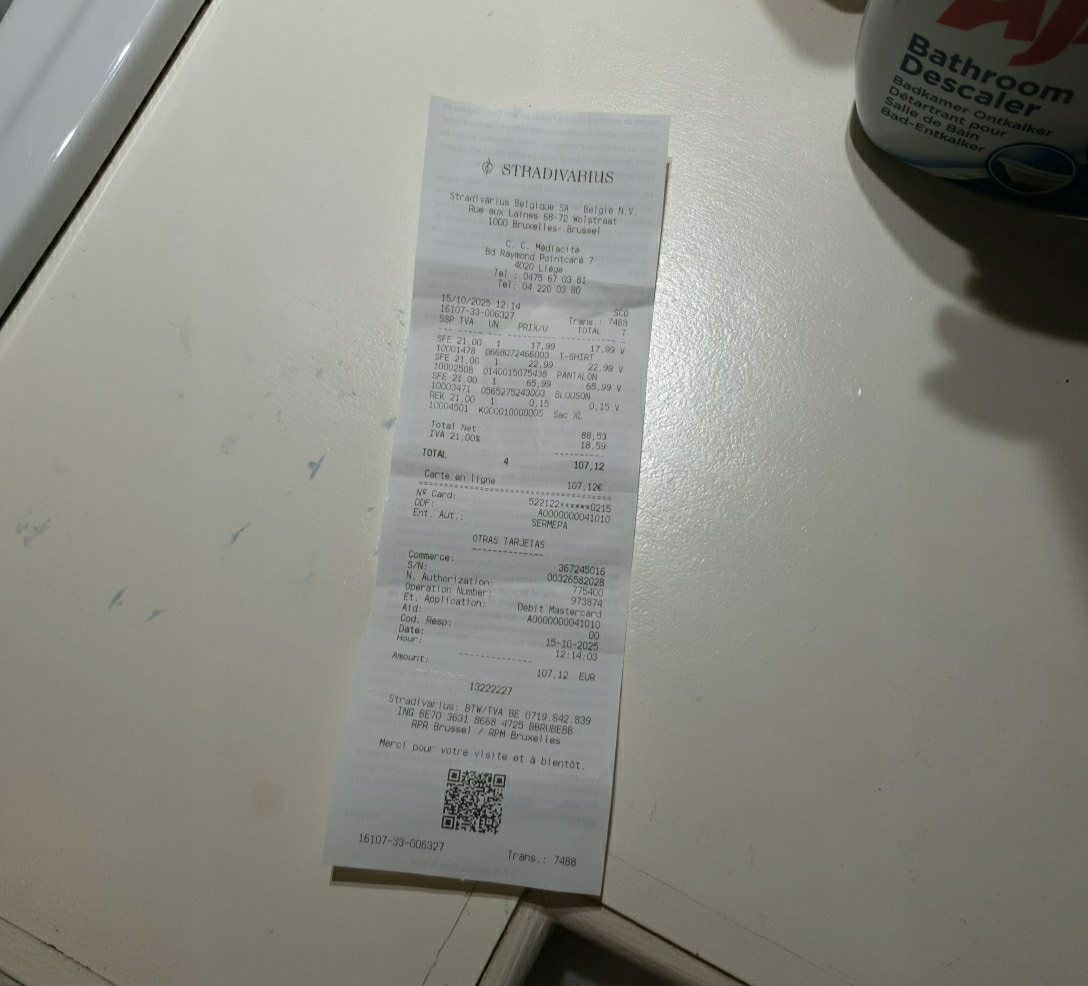 STRADIVARIUS
Stradivarius Belgique SA - België N.V.
Rue aux Laines 68-72 Wolstraat
1000 Bruxelles- Brussel
C. C. Médiacité
Bd Raymond Pointcaré 7
4020 Liège
Tel : 0475 67 03 81
Tel: 04 220 03 80
15/10/2025 12:14 SCO
16107-33-006327 Trans.: 7488
SSP TVA UN PRIX/U TOTAL T
SFE 21,00 1 17,99 17,99 V
10001478 0668072466003 T-SHIRT
SFE 21,00 1 22,99 22,99 V
10002508 0140015075438 PANTALON
SFE 21,00 1 65,99 65,99 V
10003471 0565275243003 BLOUSON
REK 21,00 1 0,15 0,15 V
10004501 K000010000005 Sac XL
Total Net 88,53
IVA 21,00% 18,59
TOTAL 4 107,12
Carte en ligne 107,12€
Nº Card: 522122******0215
DDF: A0000000041010
Ent. Aut.: SERMEPA
OTRAS TARJETAS
Commerce: 367245016
S/N: 00326582028
N. Authorization: 775400
Operation Number: 973874
Et. Application: Debit Mastercard
Aid: A0000000041010
Cod. Resp: 00
Date: 15-10-2025
Hour: 12:14:03
Amount: 107,12 EUR
13222227
Stradivarius: BTW/TVA BE 0719.842.839
ING BE70 3631 8668 4725 BBRUBEBB
RPR Brussel / RPM Bruxelles
Merci pour votre visite et à bientôt.
16107-33-006327 Trans.: 7488
Bathroom
Descaler
Badkamer Ontkalker
Détartrant pour
Salle de Bain
Bad-Entkalker